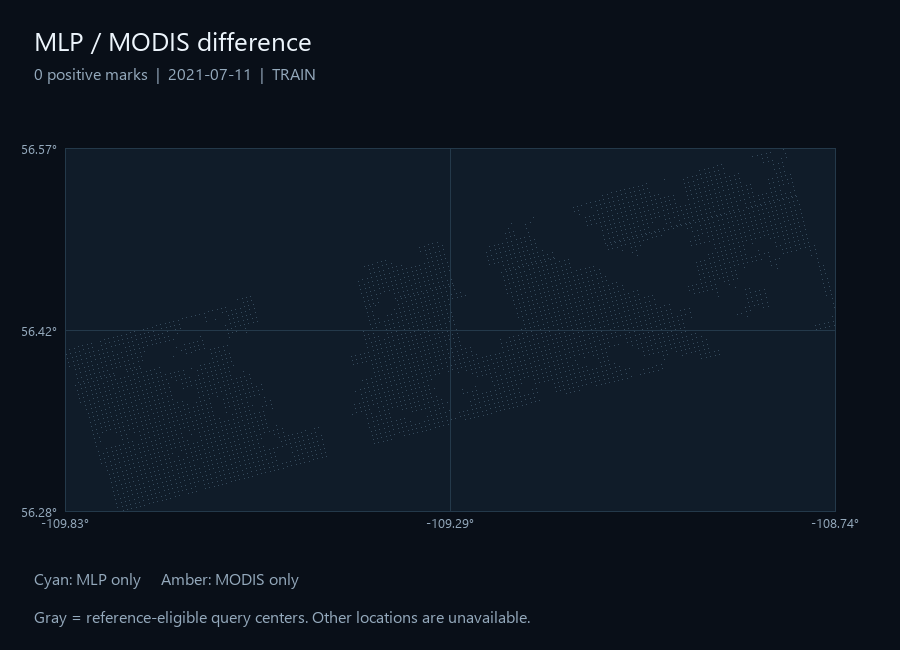 MLP / MODIS difference
0 positive marks | 2021-07-11 | TRAIN
56.57°
56.42°
56.28°
-109.83°
-109.29°
-108.74°
Cyan: MLP only Amber: MODIS only
Gray = reference-eligible query centers. Other locations are unavailable.